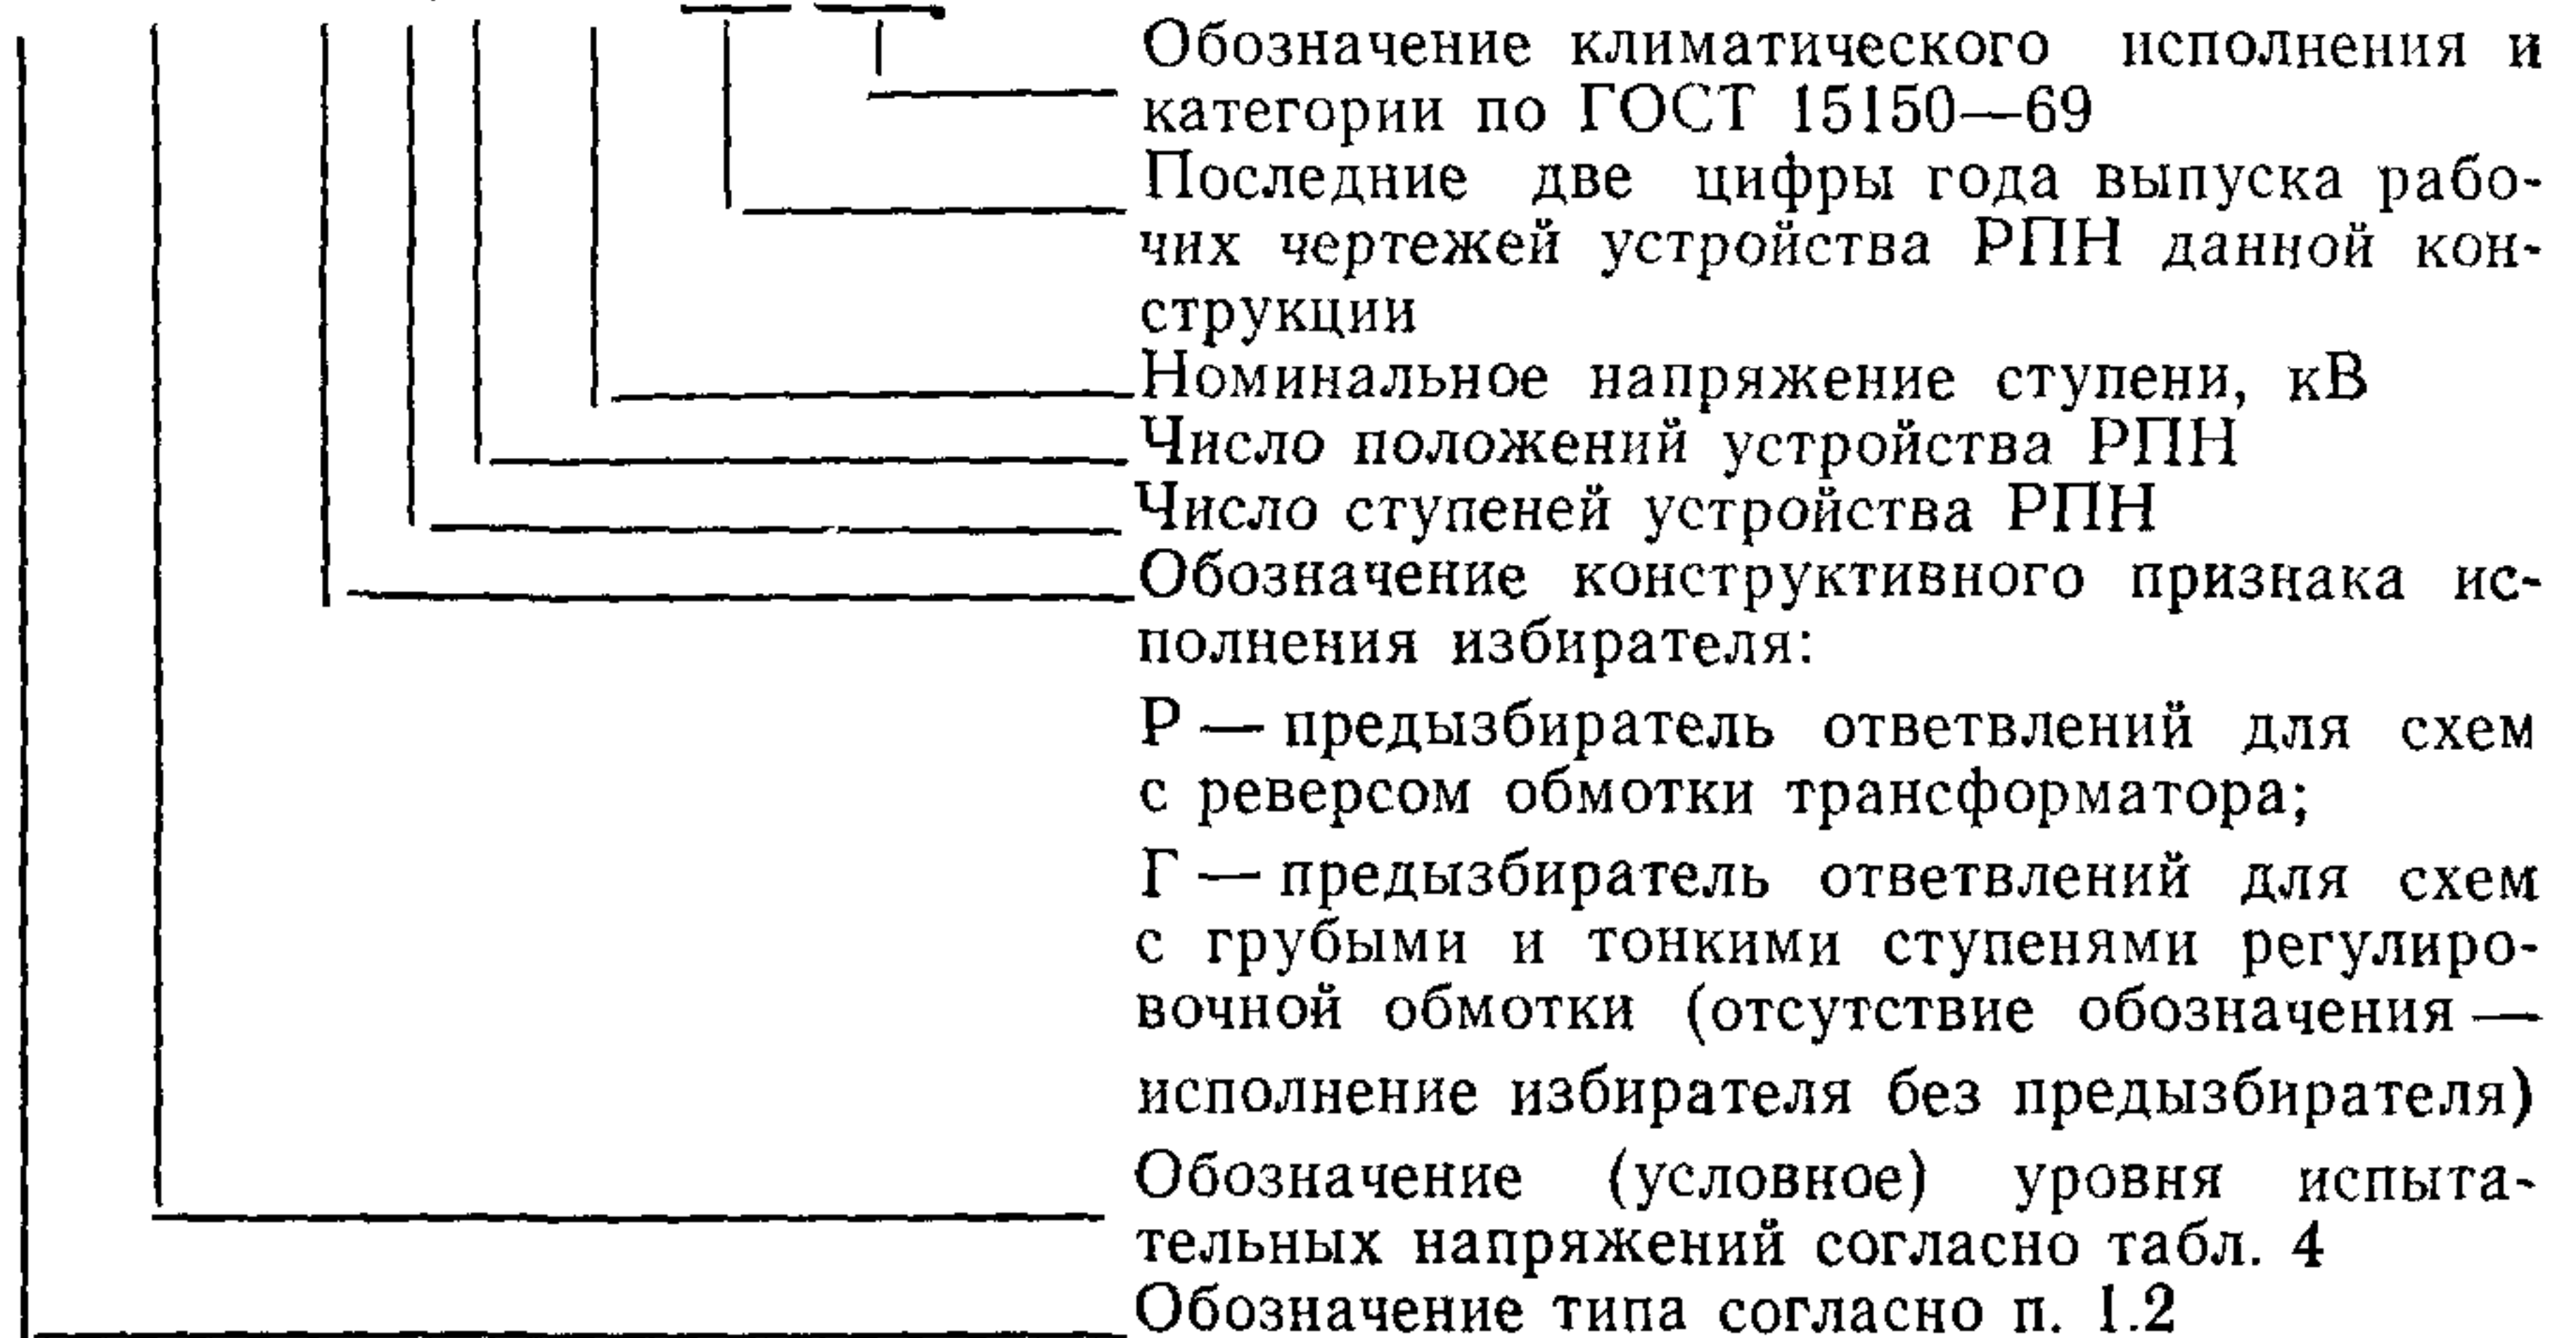 Обозначение климатического исполнения и
категории по ГОСТ 15150—69
Последние две цифры года выпуска рабо-
чих чертежей устройства РПН данной кон-
струкции
Номинальное напряжение ступени, кВ
Число положений устройства РПН
Число ступеней устройства РПН
Обозначение конструктивного признака ис-
полнения избирателя:
Р — предызбиратель ответвлений для схем
с реверсом обмотки трансформатора;
Г — предызбиратель ответвлений для схем
с грубыми и тонкими ступенями регулиро-
вочной обмотки (отсутствие обозначения —
исполнение избирателя без предызбирателя)
Обозначение (условное) уровня испыта-
тельных напряжений согласно табл. 4
Обозначение типа согласно п. 1.2